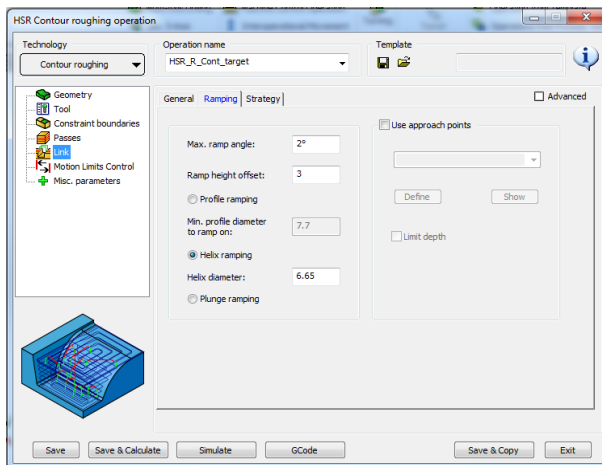 HSR Contour roughing operation
Technology
Contour roughing
Operation name
HSR_R_Cont_target
Template
Geometry
Tool
Constraint boundaries
Passes
Link
Motion Limits Control
Misc. parameters
General Ramping Strategy
Advanced
Max. ramp angle: 2°
Ramp height offset: 3
Profile ramping
Min. profile diameter
to ramp on: 7.7
Helix ramping
Helix diameter: 6.65
Plunge ramping
Use approach points
Define Show
Limit depth
Save Save & Calculate Simulate GCode Save & Copy Exit